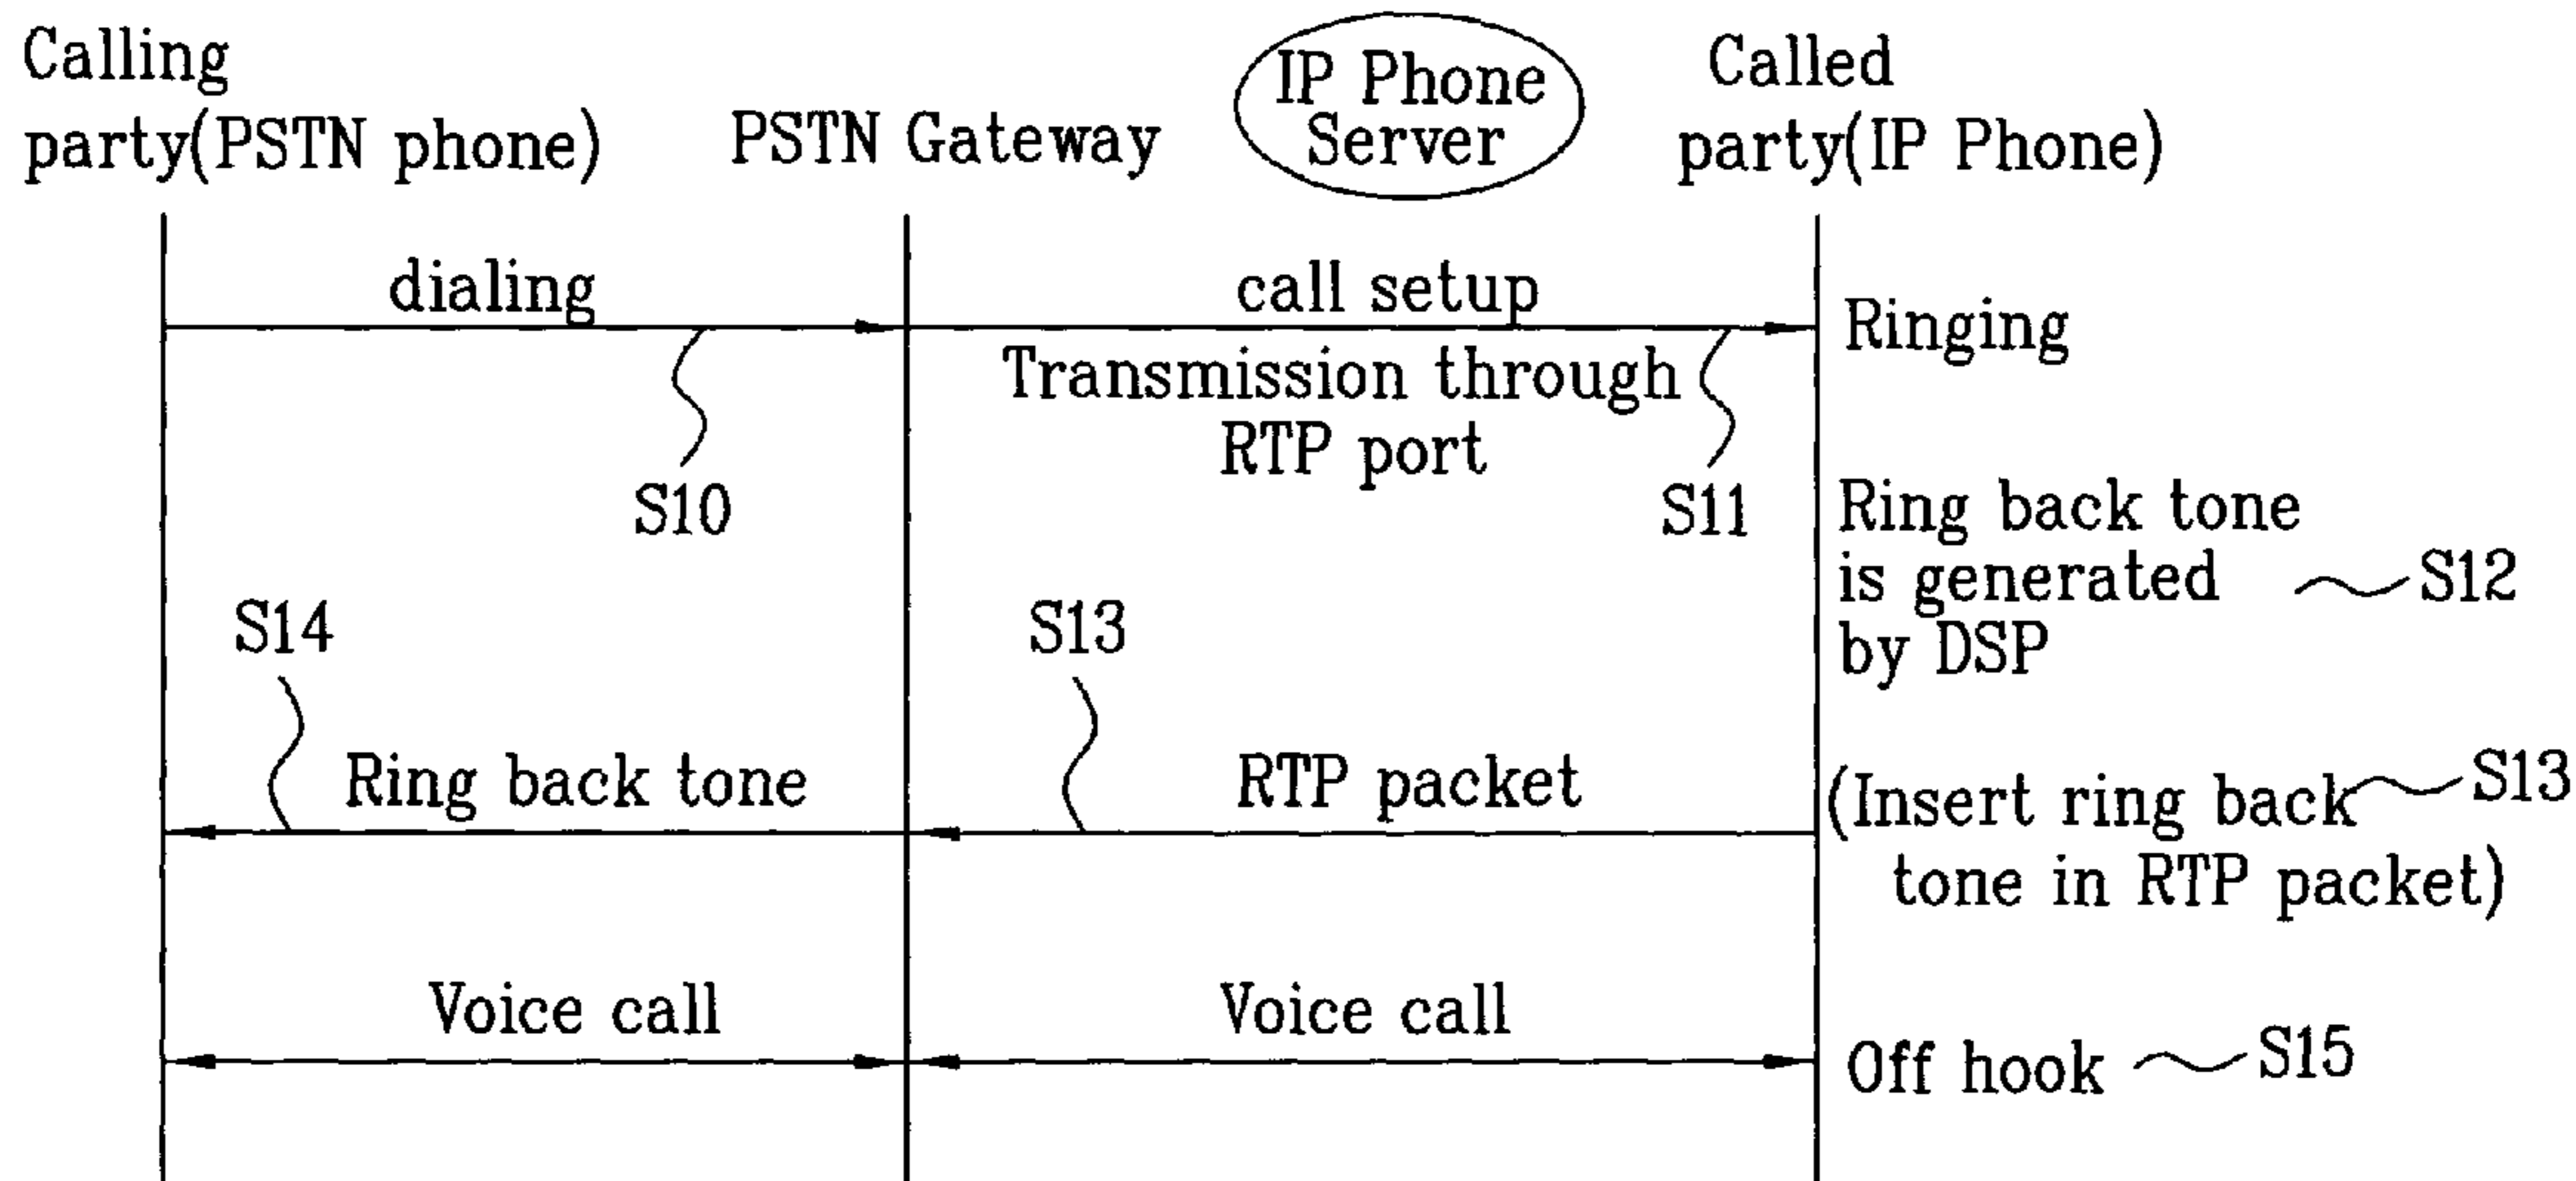 Calling
party(PSTN phone)
PSTN Gateway
IP Phone
Server
Called
party(IP Phone)
dialing
call setup
Ringing
Transmission through
RTP port
S10
S11
Ring back tone
is generated
by DSP
S12
S14
S13
Ring back tone
RTP packet
(Insert ring back
tone in RTP packet)
S13
Voice call
Voice call
Off hook
S15